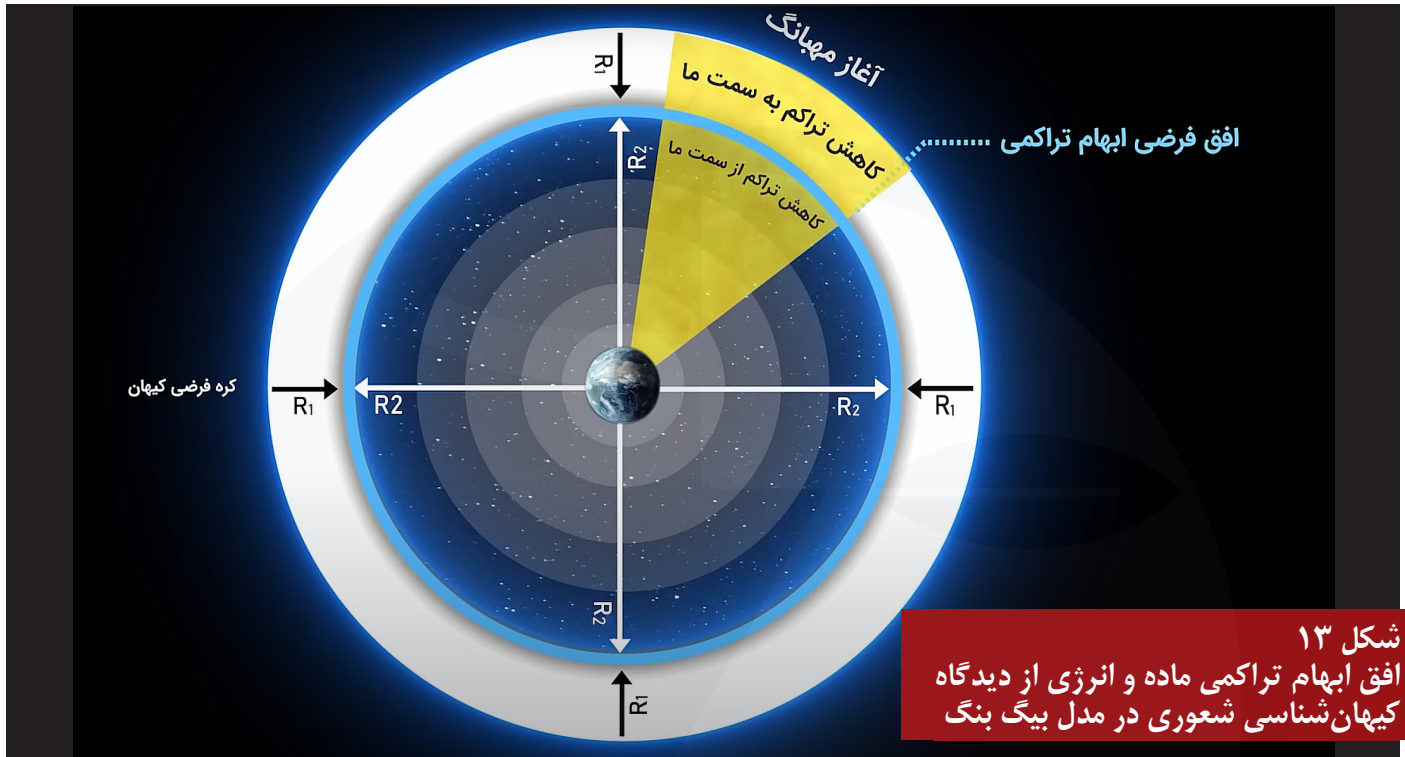 آغاز مهبانگ
کاهش تراکم به سمت ما
کاهش تراکم از سمت ما
افق فرضی ابهام تراکمی
R1
R2
کره فرضی کیهان
R1
R2
R2
R1
R2
R1
شکل ۱۳
افق ابهام تراکمی ماده و انرژی از دیدگاه
کیهان‌شناسی شعوری در مدل بیگ بنگ